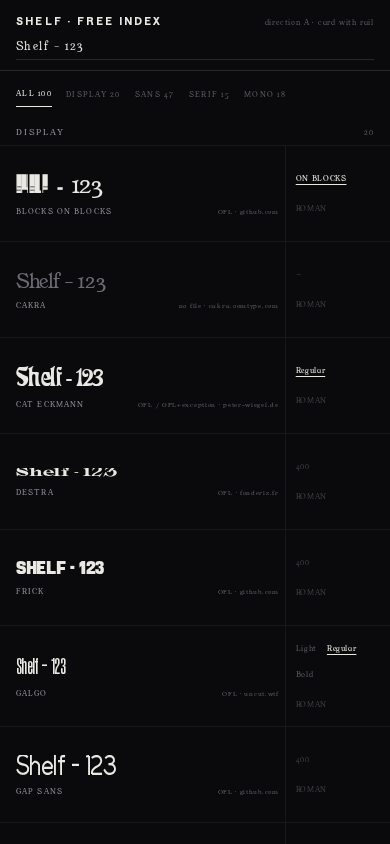 SHELF · FREE INDEX
direction A · card with rail
Shelf - 123
ALL 100 DISPLAY 20 SANS 47 SERIF 15 MONO 18
DISPLAY 20
- 123
ON BLOCKS
BLOCKS ON BLOCKS OFL · github.com
ROMAN
Shelf - 123
—
CAKRA no file · cakra.osmtype.com
ROMAN
Shelf - 123
Regular
CAT ECKMANN OFL / OFL+exception · peter-wiegel.de
ROMAN
Shelf - 123
400
DESTRA OFL · fonderiz.fr
ROMAN
SHELF - 123
400
FRICK OFL · github.com
ROMAN
Shelf - 123
Light Regular
Bold
GALGO OFL · uncut.wtf
ROMAN
Shelf - 123
400
GAP SANS OFL · github.com
ROMAN